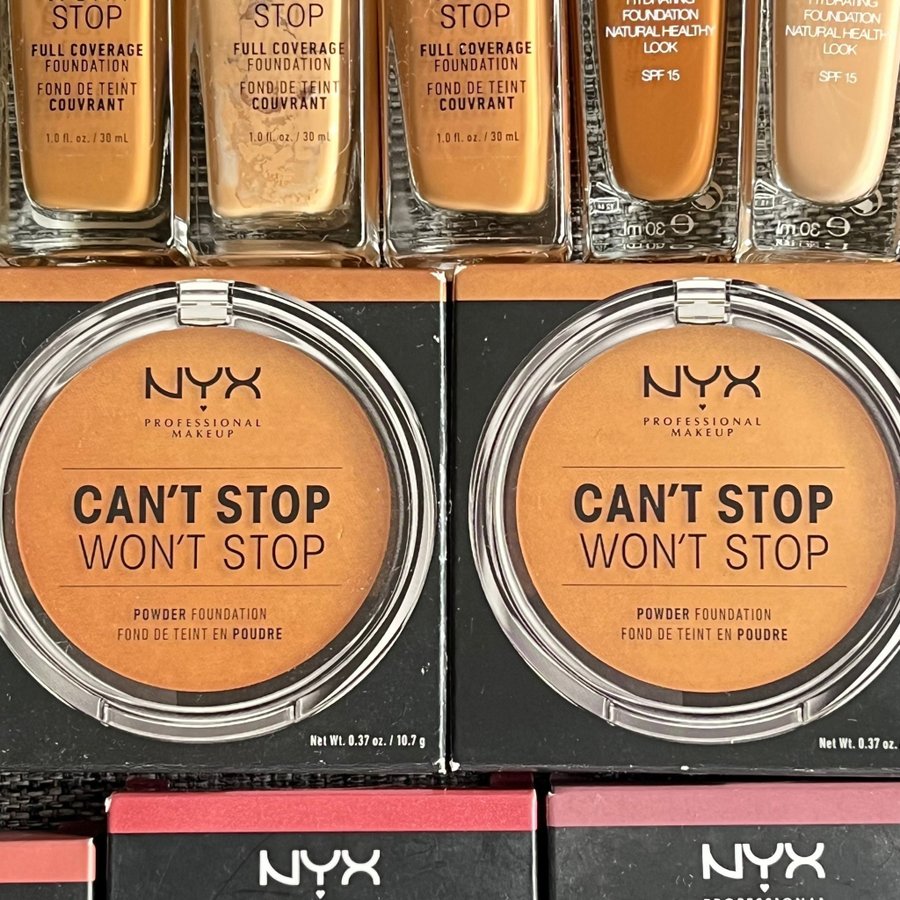 STOP
FULL COVERAGE
FOUNDATION
FOND DE TEINT
COUVRANT
1.0 fl. oz. / 30 mL
STOP
FULL COVERAGE
FOUNDATION
FOND DE TEINT
COUVRANT
1.0 fl. oz. / 30 mL
STOP
FULL COVERAGE
FOUNDATION
FOND DE TEINT
COUVRANT
1.0 fl. oz. / 30 mL
HYDRATING
FOUNDATION
NATURAL HEALTHY
LOOK
SPF 15
30 ml
HYDRATING
FOUNDATION
NATURAL HEALTHY
LOOK
SPF 15
30 ml
NYX
PROFESSIONAL
MAKEUP
CAN'T STOP
WON'T STOP
POWDER FOUNDATION
FOND DE TEINT EN POUDRE
Net Wt. 0.37 oz. / 10.7 g
NYX
PROFESSIONAL
MAKEUP
CAN'T STOP
WON'T STOP
POWDER FOUNDATION
FOND DE TEINT EN POUDRE
Net Wt. 0.37 oz.
NYX
NYX